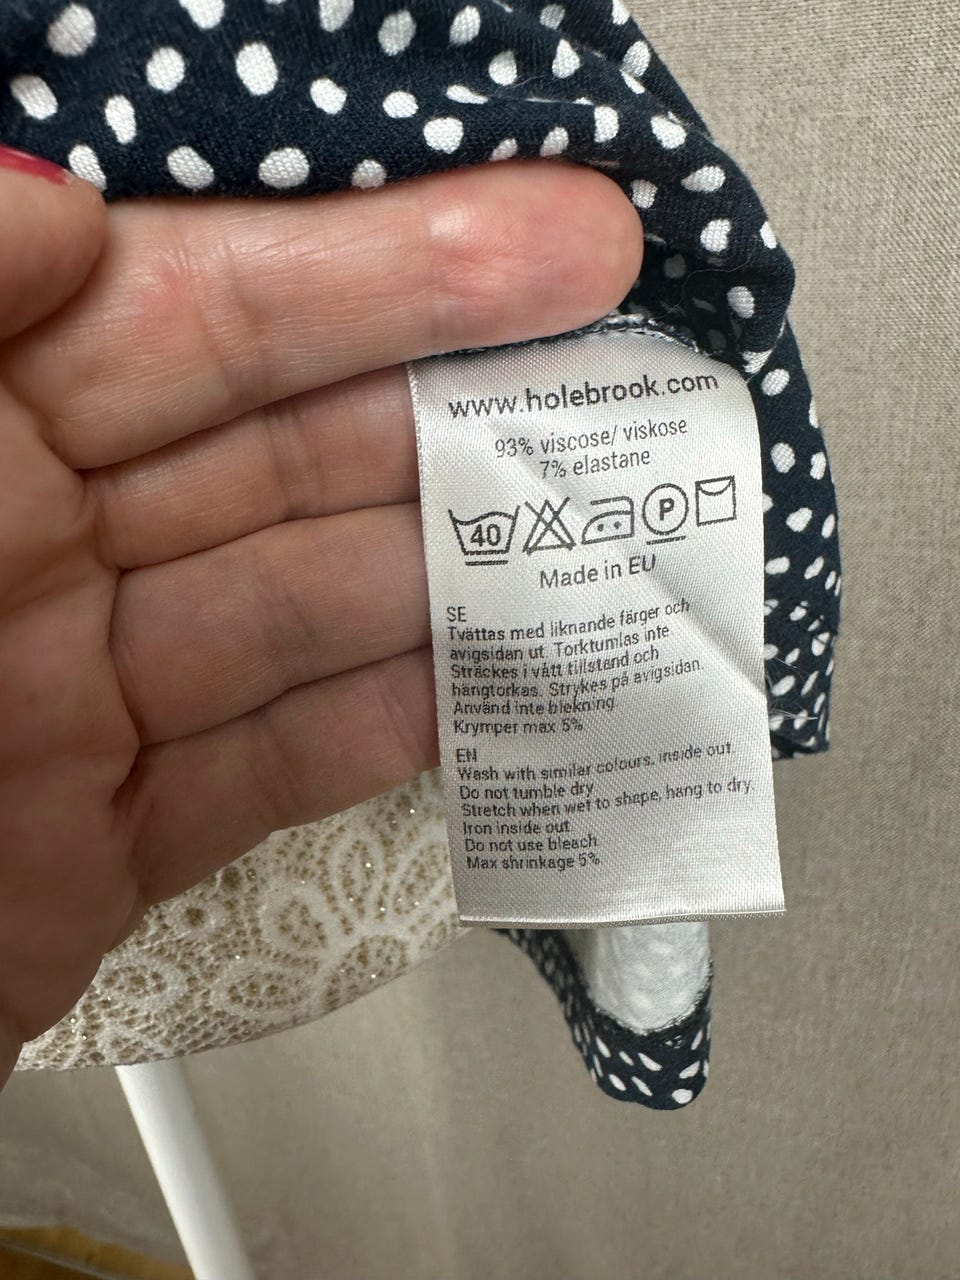 www.holebrook.com
93% viscose/ viskose
7% elastane
40 P
Made in EU
SE
Tvättas med liknande färger och
avigsidan ut. Torktumlas inte.
Sträckes i vått tillstånd och
hängtorkas. Strykes på avigsidan.
Använd inte blekning.
Krymper max 5%
EN
Wash with similar colours, inside out.
Do not tumble dry
Stretch when wet to shape, hang to dry.
Iron inside out.
Do not use bleach
Max shrinkage 5%